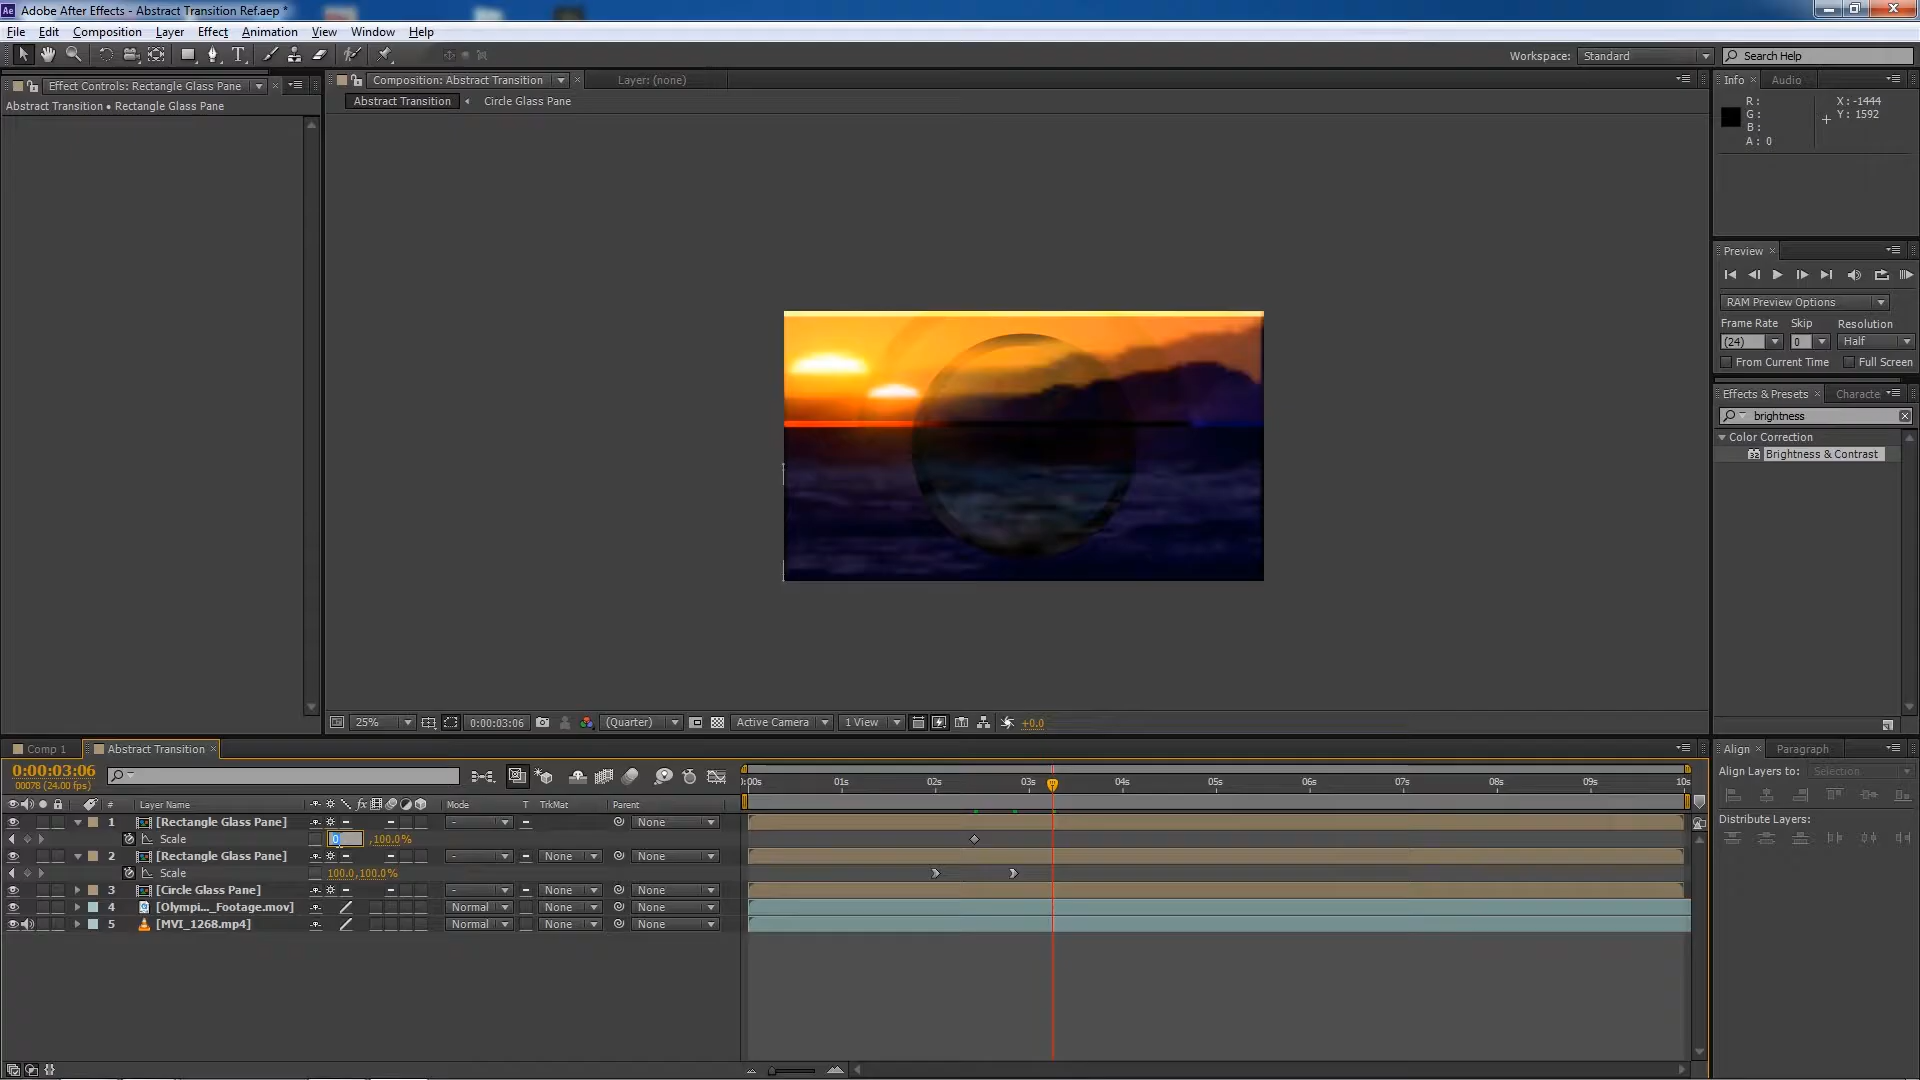 Adobe After Effects - Abstract Transition Ref.aep *
File Edit Composition Layer Effect Animation View Window Help
Workspace: Standard Search Help
Effect Controls: Rectangle Glass Pane
Abstract Transition • Rectangle Glass Pane
Composition: Abstract Transition Layer: (none)
Abstract Transition Circle Glass Pane
Info Audio
R: X: -1444
G: Y: 1592
B:
A: 0
Preview
RAM Preview Options
Frame Rate Skip Resolution
(24) 0 Half
From Current Time Full Screen
Effects & Presets Characte
brightness
Color Correction
32 Brightness & Contrast
25% 0:00:03:06 (Quarter) Active Camera 1 View +0.0
Comp 1 Abstract Transition
0:00:03:06
00078 (24.00 fps)
:00s 01s 02s 03s 04s 05s 06s 07s 08s 09s 10s
# Layer Name Mode T TrkMat Parent
1 [Rectangle Glass Pane] - None
Scale 0 ,100.0%
2 [Rectangle Glass Pane] - None None
Scale 100.0,100.0%
3 [Circle Glass Pane] - None None
4 [Olympi..._Footage.mov] Normal None None
5 [MVI_1268.mp4] Normal None None
Align Paragraph
Align Layers to: Selection
Distribute Layers: